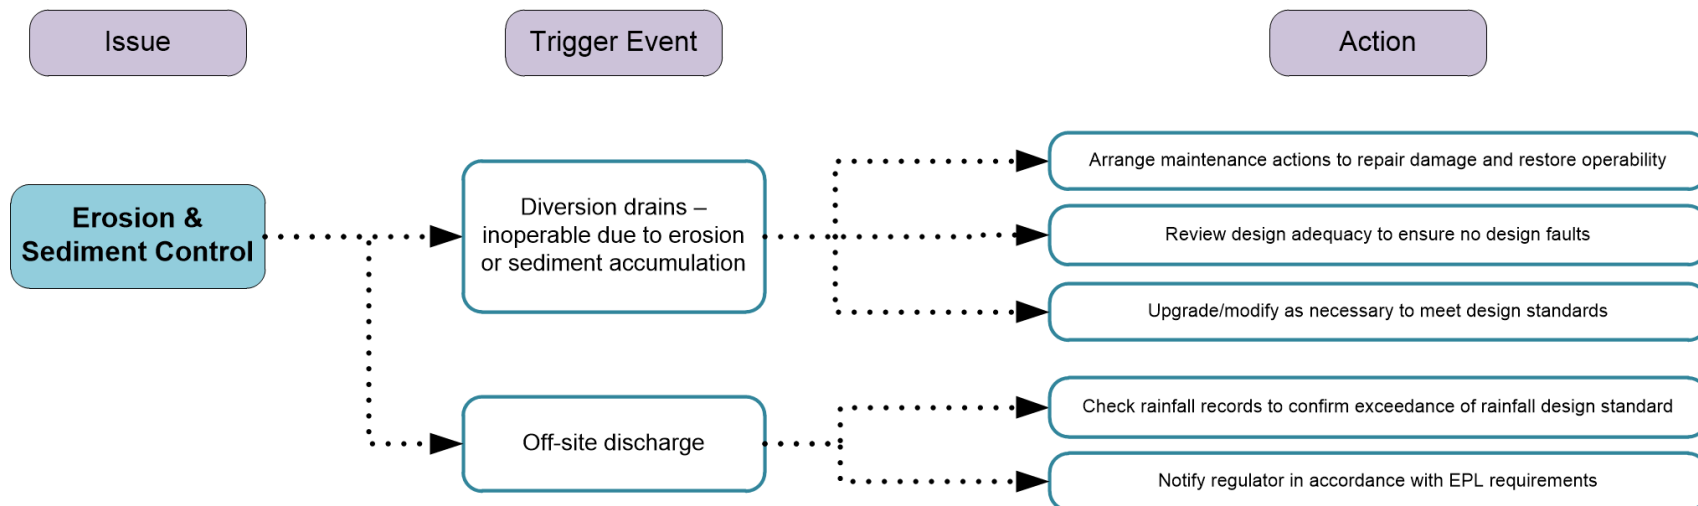 Issue
Trigger Event
Action
Erosion &
Sediment Control
Diversion drains –
inoperable due to erosion
or sediment accumulation
Arrange maintenance actions to repair damage and restore operability
Review design adequacy to ensure no design faults
Upgrade/modify as necessary to meet design standards
Off-site discharge
Check rainfall records to confirm exceedance of rainfall design standard
Notify regulator in accordance with EPL requirements